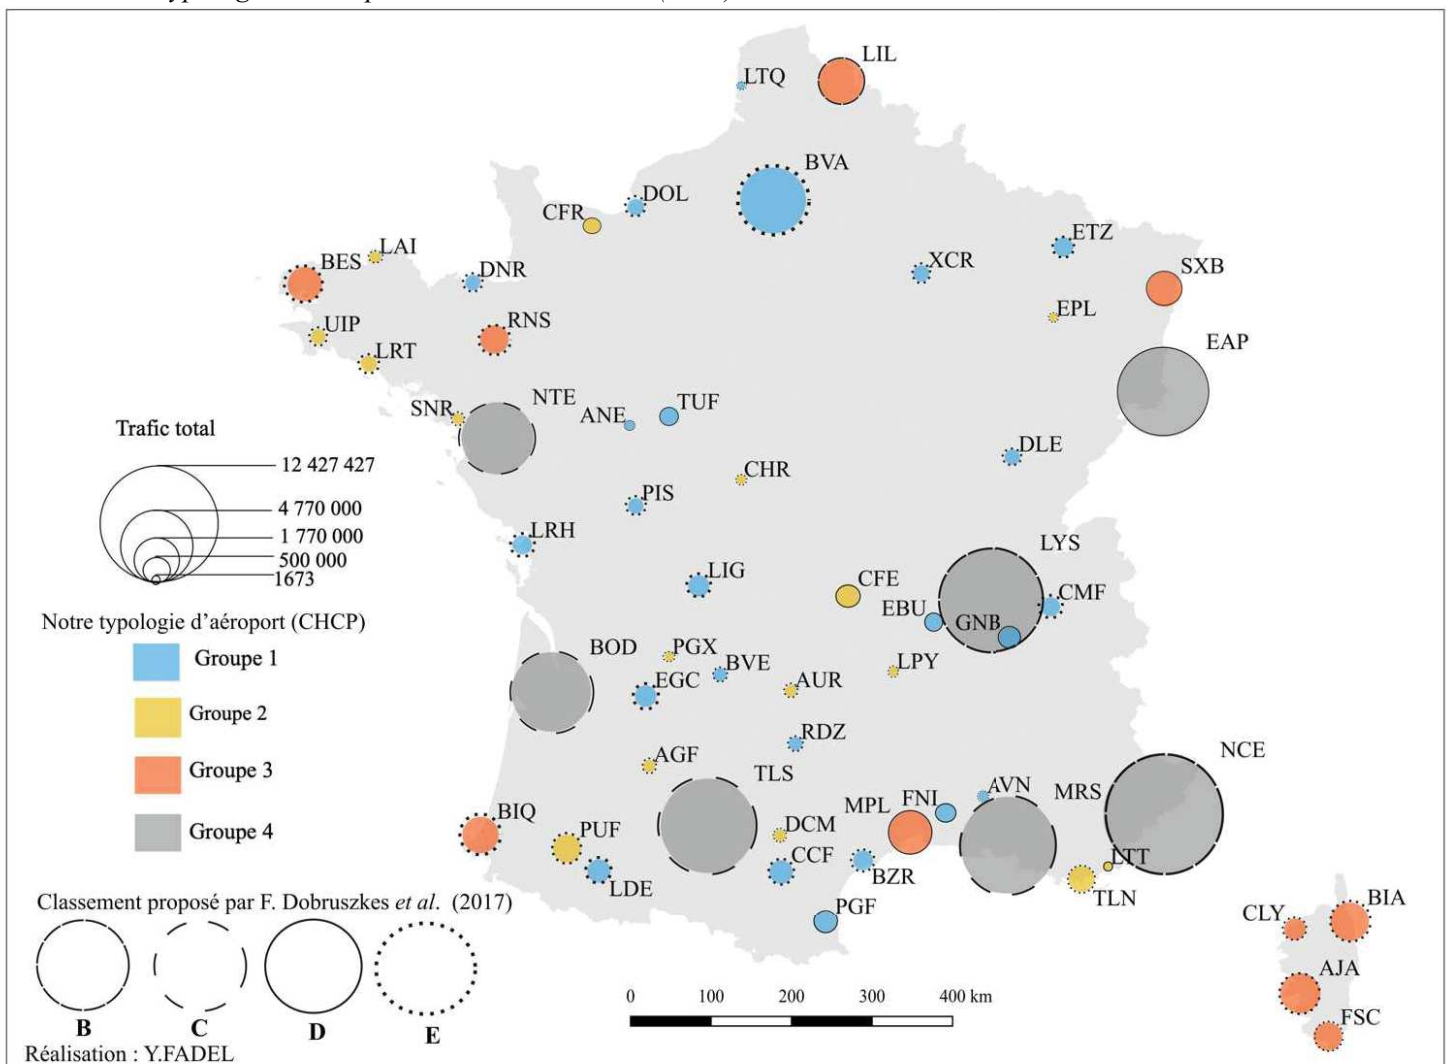 LIL
LTQ
BVA
DOL
CFR
ETZ
LAI
BES
DNR
XCR
SXB
UIP
RNS
EPL
LRT
EAP
SNR
NTE
ANE
TUF
Trafic total
DLE
12 427 427
CHR
4 770 000
PIS
1 770 000
LRH
500 000
LYS
1673
LIG
CFE
CMF
Notre typologie d'aéroport (CHCP)
EBU
GNB
Groupe 1
BOD
PGX
BVE
LPY
EGC
AUR
Groupe 2
RDZ
NCE
AGF
TLS
Groupe 3
AVN
MRS
BIQ
MPL
FNI
Groupe 4
PUF
DCM
CCF
LTT
BZR
LDE
TLN
Classement proposé par F. Dobruszkes et al. (2017)
PGF
BIA
CLY
AJA
0 100 200 300 400 km
FSC
B C D E
Réalisation : Y.FADEL